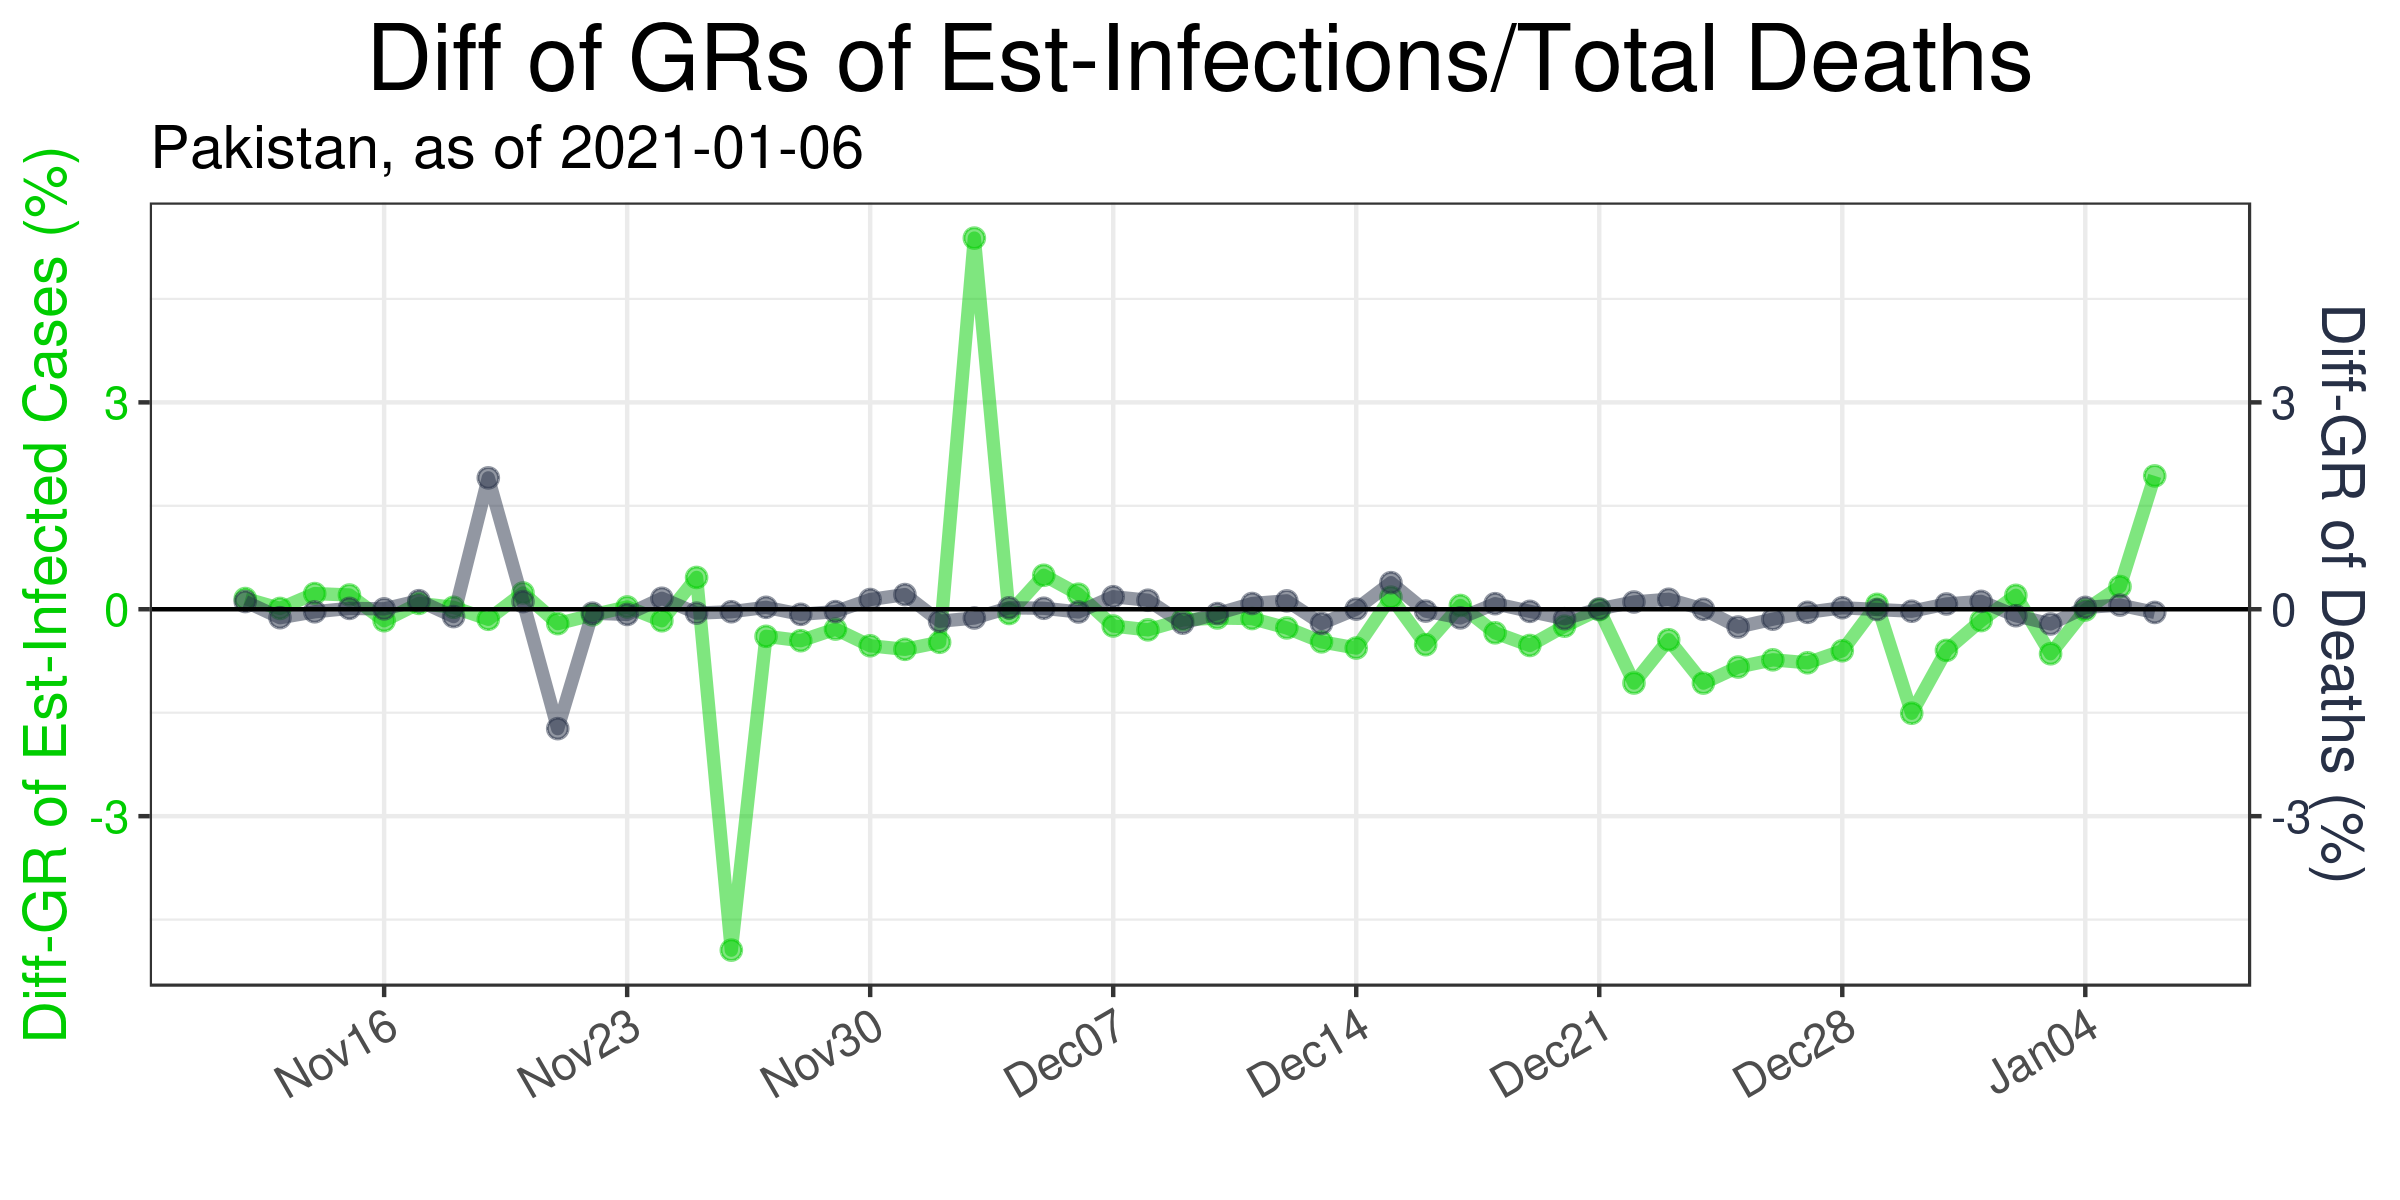 Diff of GRs of Est-Infections/Total Deaths
Pakistan, as of 2021-01-06
Diff-GR of Est-Infected Cases (%)
3
0
-3
3
0
-3
Diff-GR of Deaths (%)
Nov16
Nov23
Nov30
Dec07
Dec14
Dec21
Dec28
Jan04